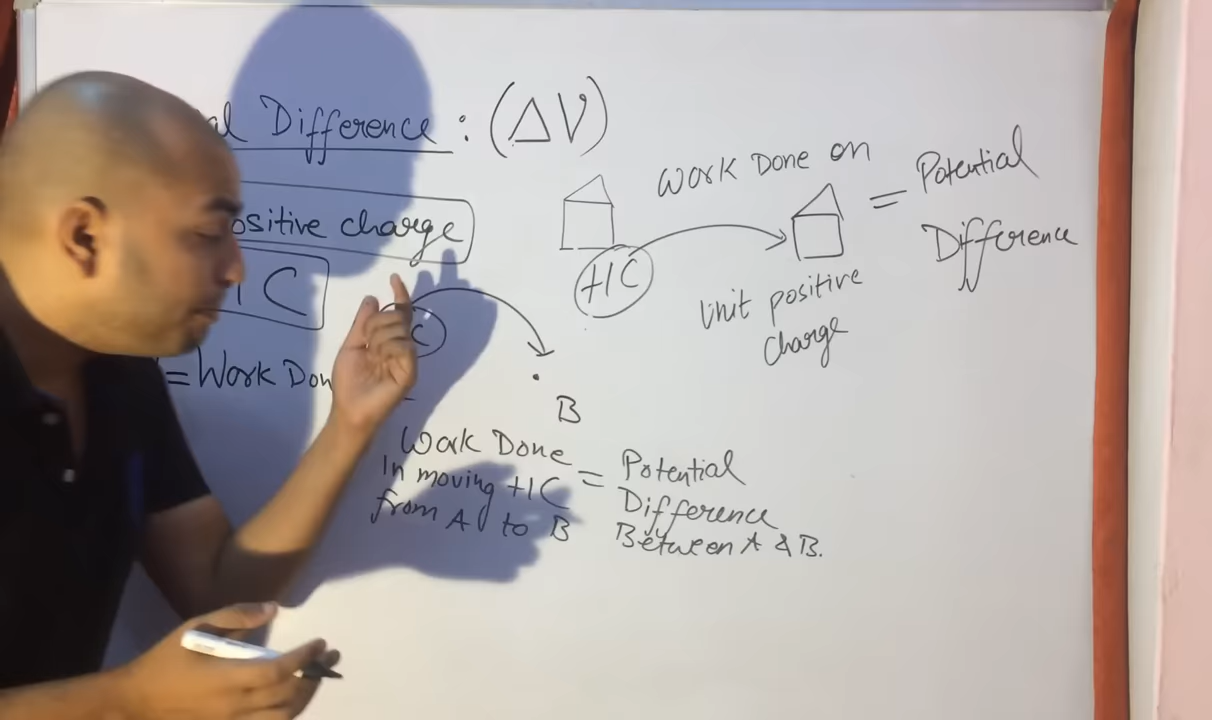 Difference : (ΔV)
positive charge
C
= Work Don
C
B
Work Done
In moving +1C
from A to B
=
Potential
Difference
Between A & B.
+1C
Work Done on
Unit positive
charge
=
Potential
Difference